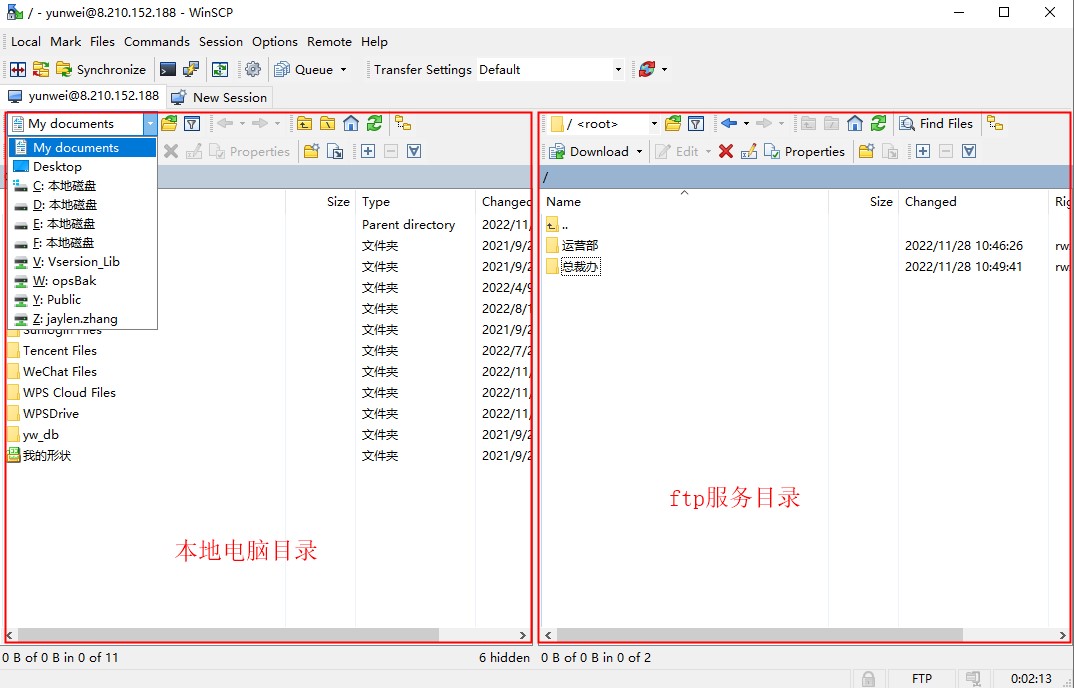 / - yunwei@8.210.152.188 - WinSCP
Local Mark Files Commands Session Options Remote Help
Synchronize Queue Transfer Settings Default
yunwei@8.210.152.188 New Session
My documents
My documents
Desktop
C: 本地磁盘
D: 本地磁盘
E: 本地磁盘
F: 本地磁盘
V: Vsersion_Lib
W: opsBak
Y: Public
Z: jaylen.zhang
Properties
Size Type Changed
Parent directory 2022/11/
文件夹 2021/9/2
文件夹 2021/9/2
文件夹 2022/4/9
文件夹 2022/8/1
Sunlogin Files 文件夹 2021/9/2
Tencent Files 文件夹 2022/7/2
WeChat Files 文件夹 2022/11/
WPS Cloud Files 文件夹 2022/11/
WPSDrive 文件夹 2022/11/
yw_db 文件夹 2021/9/2
我的形状 文件夹 2021/9/2
本地电脑目录
0 B of 0 B in 0 of 11 6 hidden
/ <root> Find Files
Download Edit Properties
/
Name Size Changed Rig
..
运营部 2022/11/28 10:46:26 rw
总裁办 2022/11/28 10:49:41 rw
ftp服务目录
0 B of 0 B in 0 of 2
FTP 0:02:13